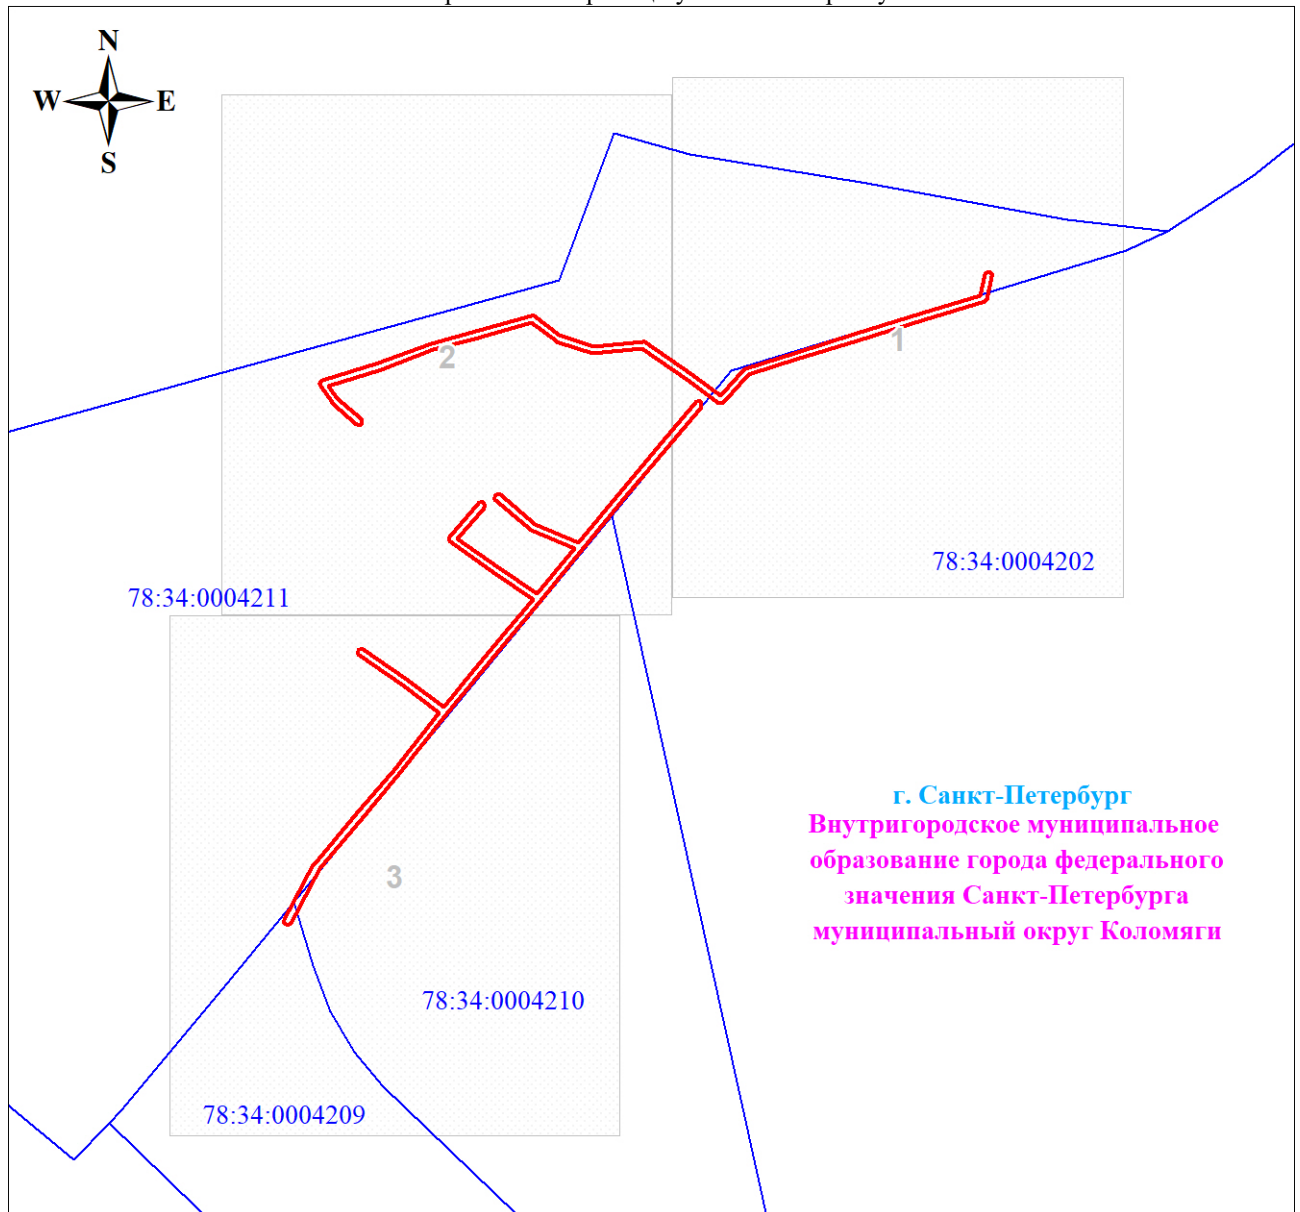 N
W E
S
2
1
78:34:0004202
78:34:0004211
г. Санкт-Петербург
Внутригородское муниципальное
образование города федерального
значения Санкт-Петербурга
муниципальный округ Коломяги
3
78:34:0004210
78:34:0004209